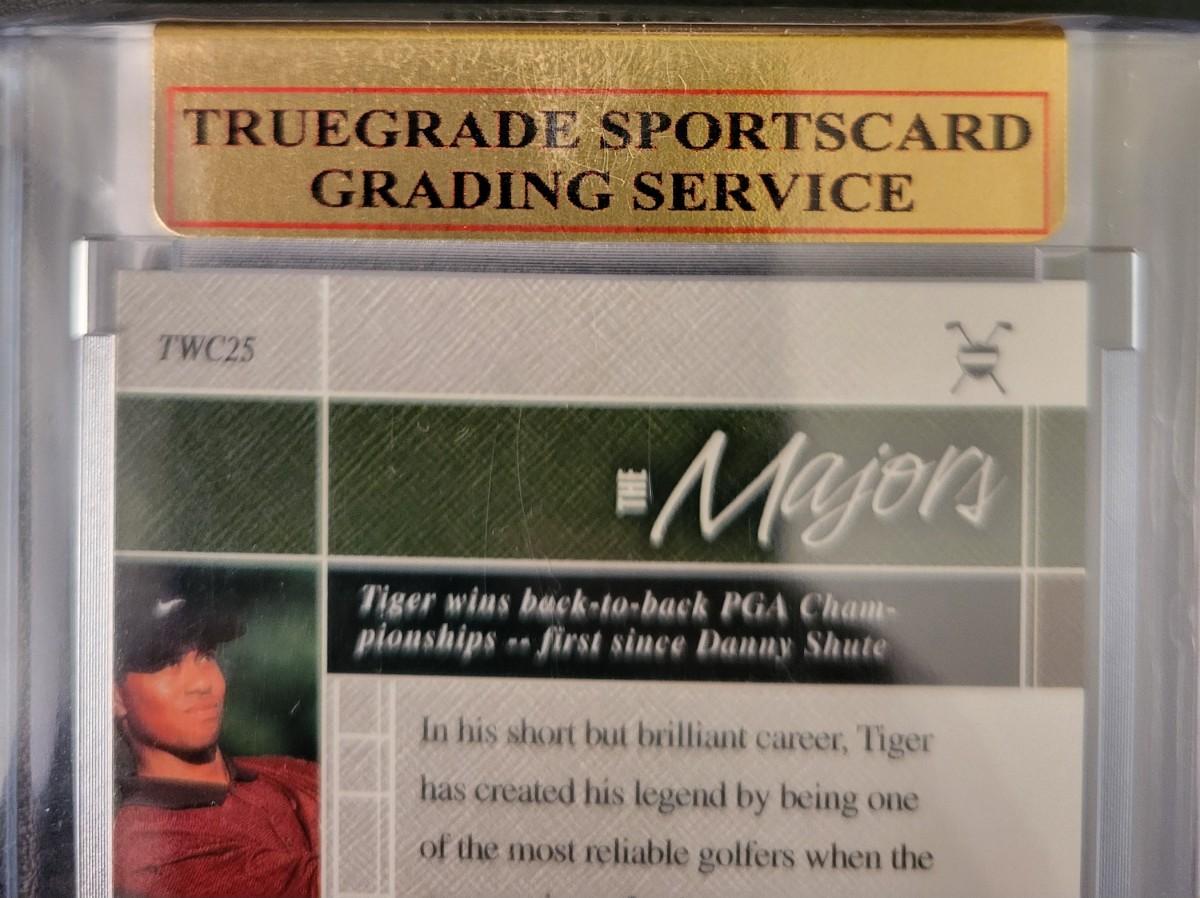 TRUEGRADE SPORTSCARD
GRADING SERVICE
TWC25
THE Majors
Tiger wins back-to-back PGA Cham-
pionships -- first since Danny Shute
In his short but brilliant career, Tiger
has created his legend by being one
of the most reliable golfers when the